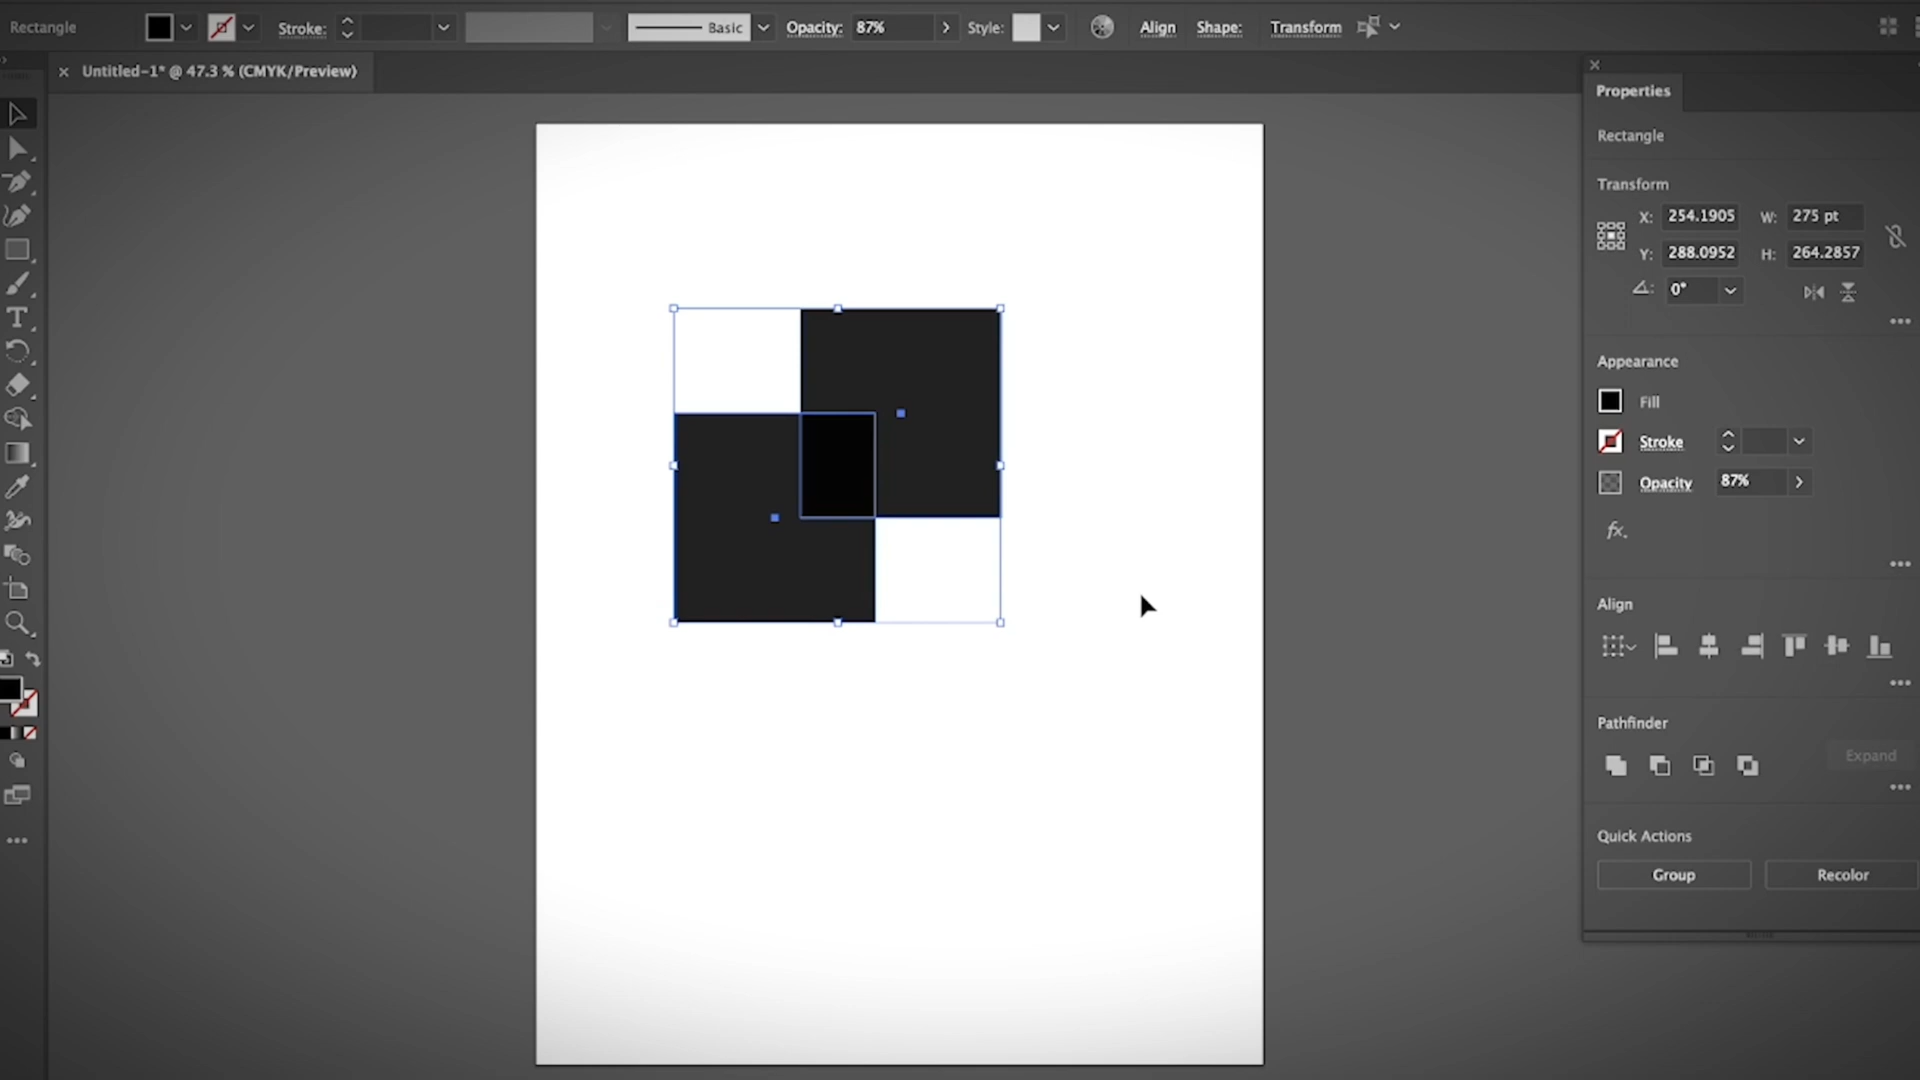 Rectangle
Stroke:
Basic
Opacity: 87%
Style:
Align
Shape:
Transform
× Untitled-1* @ 47.3 % (CMYK/Preview)
Properties
Rectangle
Transform
X: 254.1905 W: 275 pt
Y: 288.0952 H: 264.2857
0°
Appearance
Fill
Stroke
Opacity 87%
fx.
Align
Pathfinder
Expand
Quick Actions
Group Recolor